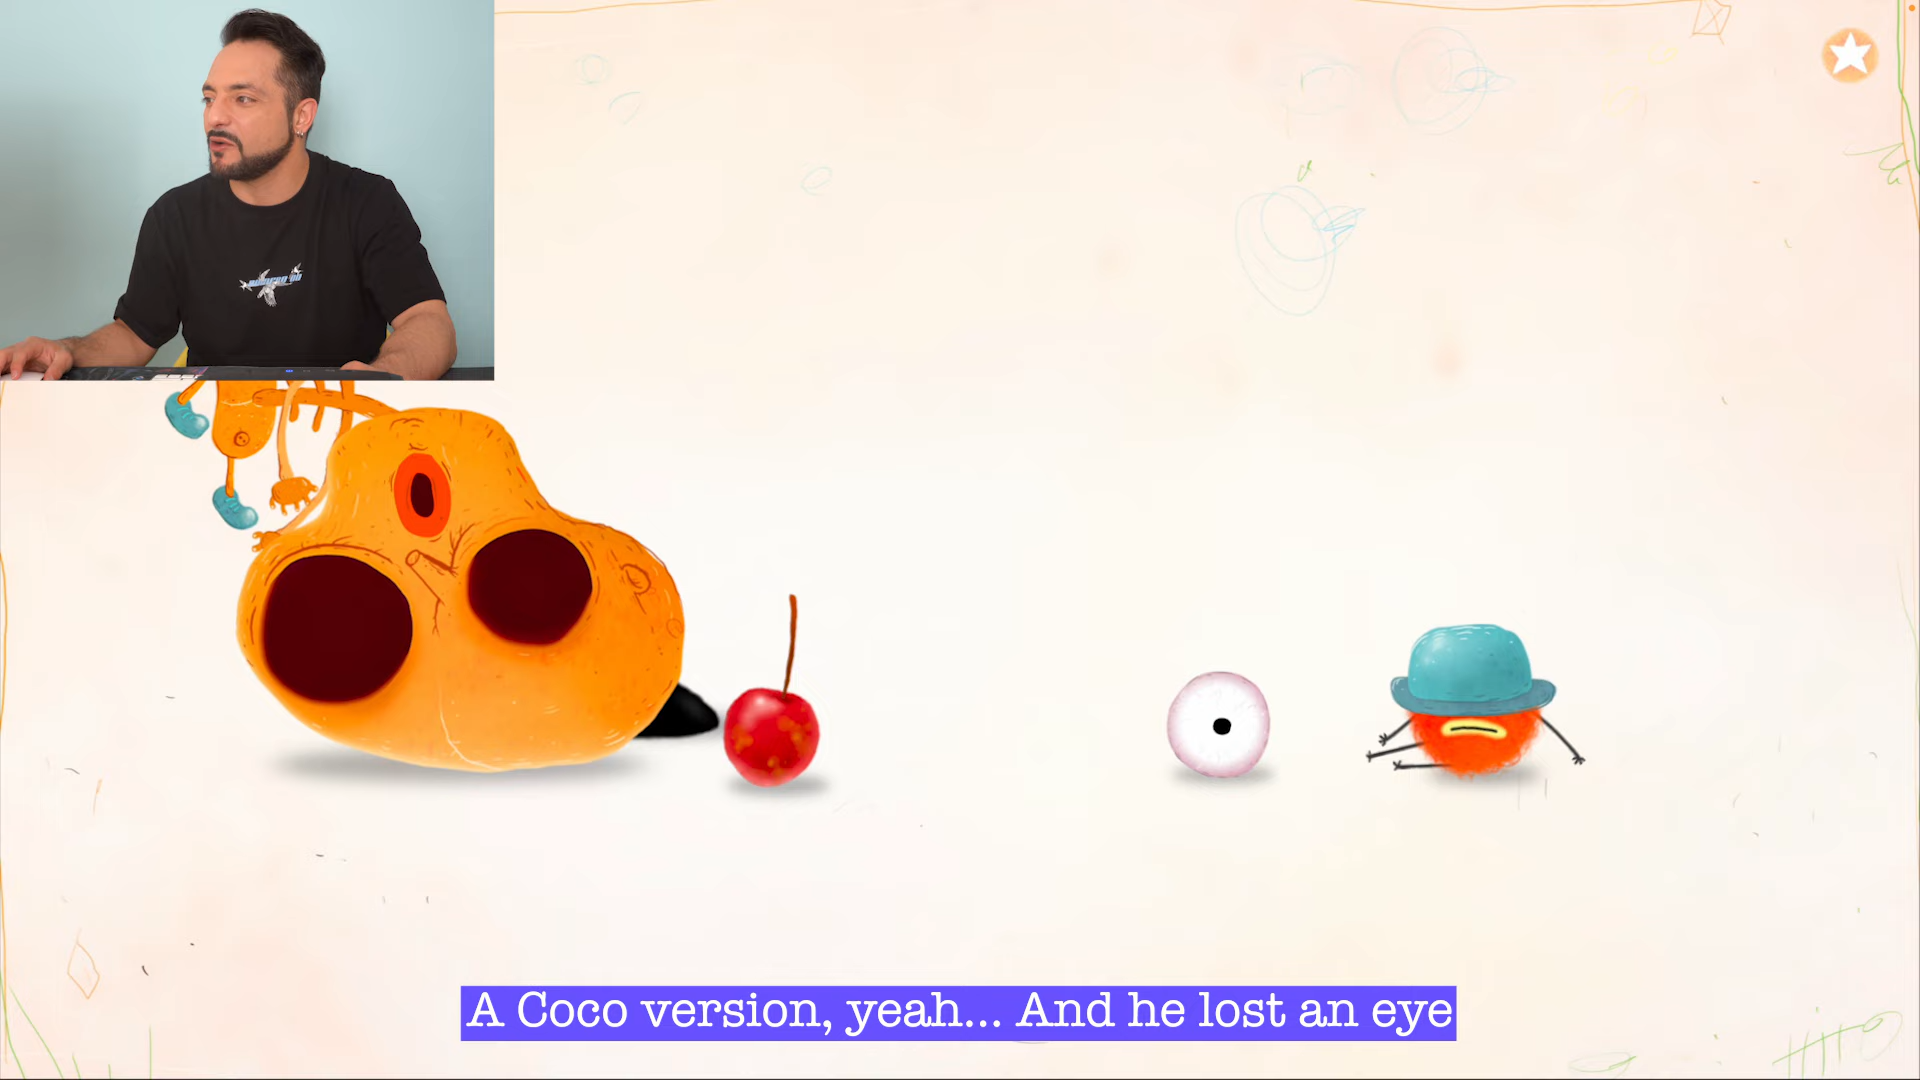 A Coco version, yeah... And he lost an eye